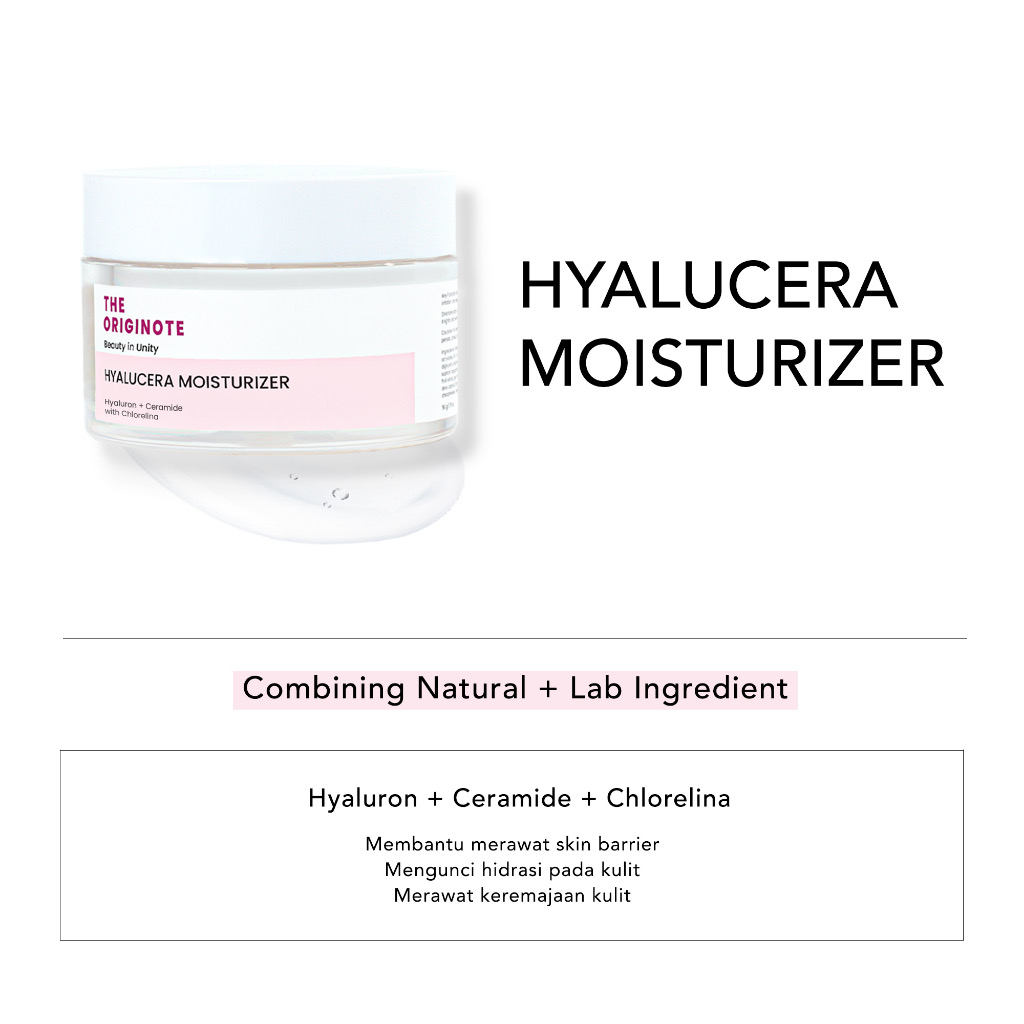 THE
ORIGINOTE
Beauty in Unity
HYALUCERA MOISTURIZER
Hyaluron + Ceramide
with Chlorelina
HYALUCERA
MOISTURIZER
Combining Natural + Lab Ingredient
Hyaluron + Ceramide + Chlorelina
Membantu merawat skin barrier
Mengunci hidrasi pada kulit
Merawat keremajaan kulit